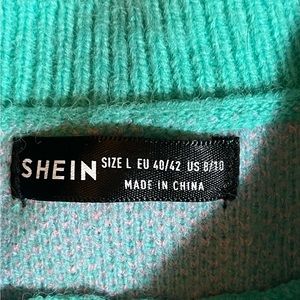 SHEIN
SIZE L EU 40/42 US 8/10
MADE IN CHINA